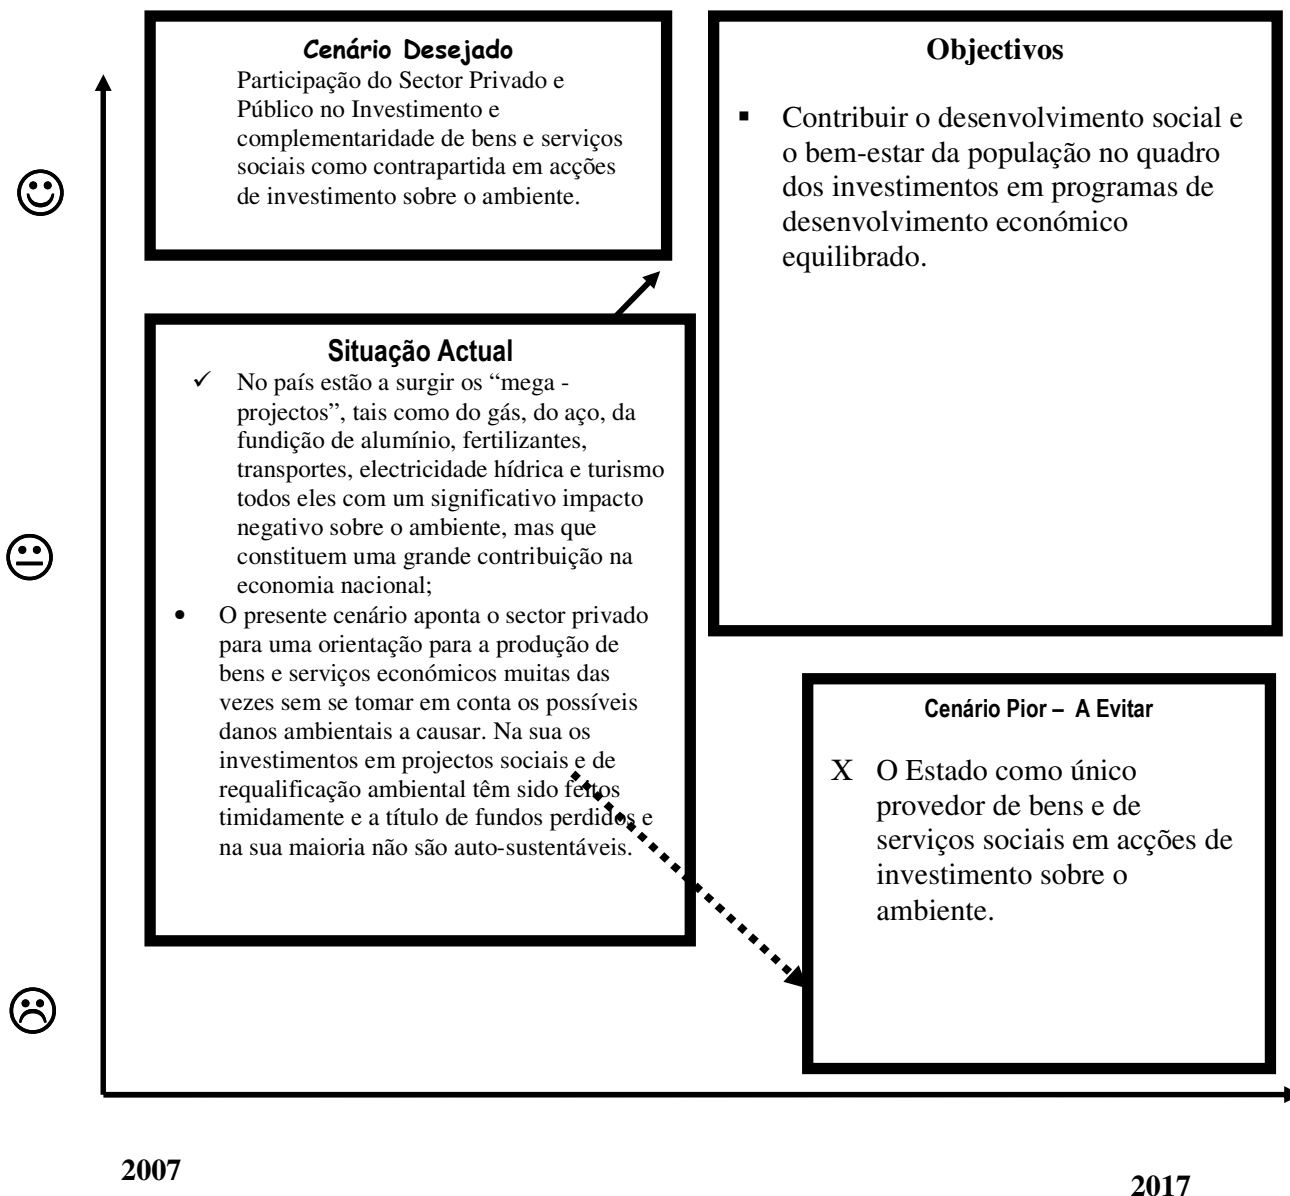 Cenário Desejado
Participação do Sector Privado e
Público no Investimento e
complementaridade de bens e serviços
sociais como contrapartida em acções
de investimento sobre o ambiente.
Objectivos
▪ Contribuir o desenvolvimento social e
o bem-estar da população no quadro
dos investimentos em programas de
desenvolvimento económico
equilibrado.
Situação Actual
✓ No país estão a surgir os “mega -
projectos”, tais como do gás, do aço, da
fundição de alumínio, fertilizantes,
transportes, electricidade hídrica e turismo
todos eles com um significativo impacto
negativo sobre o ambiente, mas que
constituem uma grande contribuição na
economia nacional;
• O presente cenário aponta o sector privado
para uma orientação para a produção de
bens e serviços económicos muitas das
vezes sem se tomar em conta os possíveis
danos ambientais a causar. Na sua os
investimentos em projectos sociais e de
requalificação ambiental têm sido feitos
timidamente e a título de fundos perdidos e
na sua maioria não são auto-sustentáveis.
Cenário Pior – A Evitar
X O Estado como único
provedor de bens e de
serviços sociais em acções de
investimento sobre o
ambiente.
2007
2017